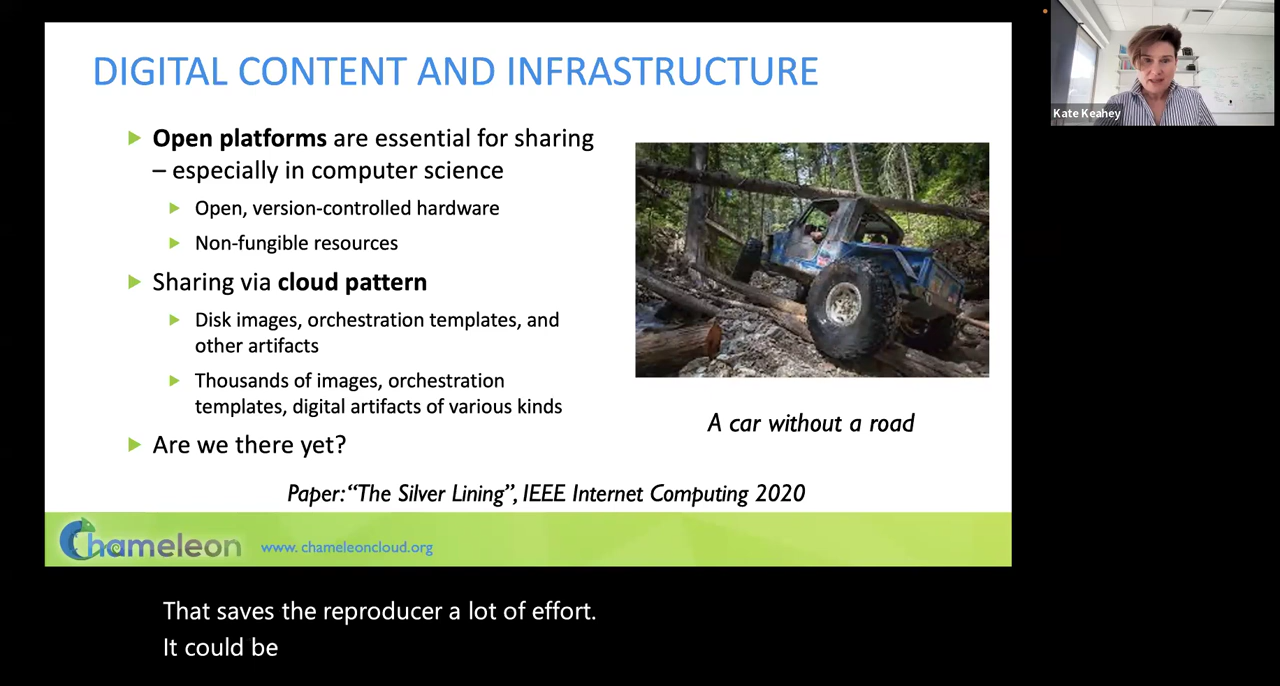 DIGITAL CONTENT AND INFRASTRUCTURE
Open platforms are essential for sharing
– especially in computer science
Open, version-controlled hardware
Non-fungible resources
Sharing via cloud pattern
Disk images, orchestration templates, and
other artifacts
Thousands of images, orchestration
templates, digital artifacts of various kinds
Are we there yet?
A car without a road
Paper:“The Silver Lining”, IEEE Internet Computing 2020
Chameleon
www. chameleoncloud.org
Kate Keahey
That saves the reproducer a lot of effort.
It could be